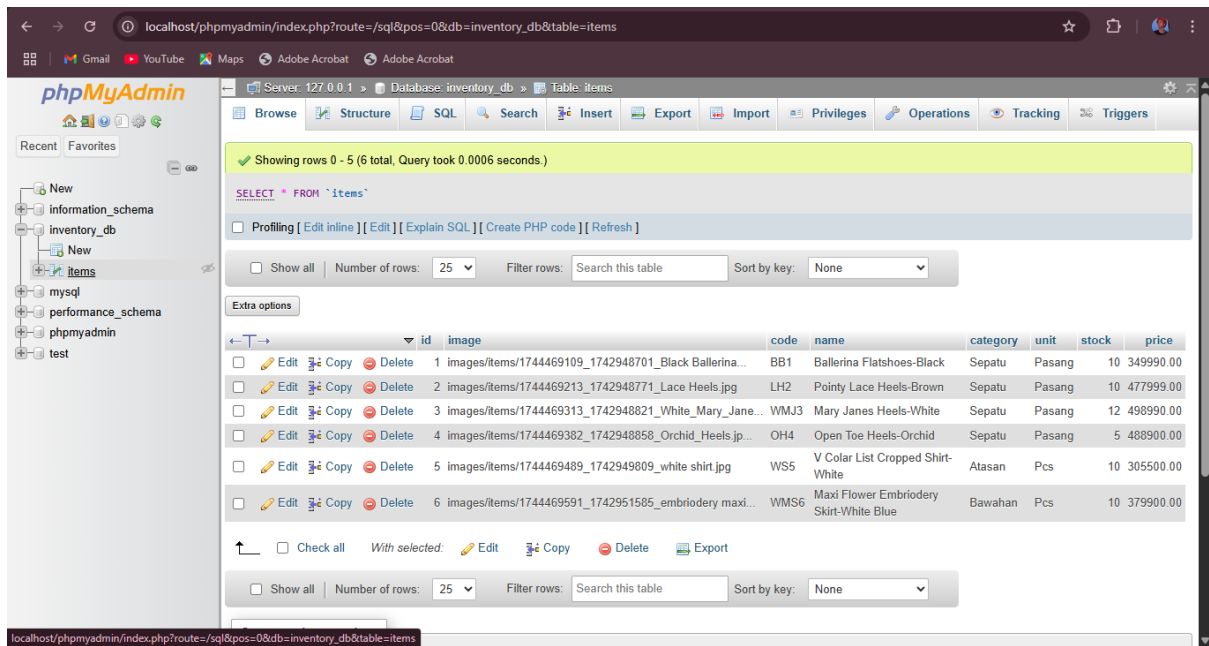 localhost/phpmyadmin/index.php?route=/sql&pos=0&db=inventory_db&table=items
Gmail YouTube Maps Adobe Acrobat Adobe Acrobat
phpMyAdmin
Recent Favorites
New
information_schema
inventory_db
New
items
mysql
performance_schema
phpmyadmin
test
Server: 127.0.0.1 » Database: inventory_db » Table: items
Browse Structure SQL Search Insert Export Import Privileges Operations Tracking Triggers
Showing rows 0 - 5 (6 total, Query took 0.0006 seconds.)
SELECT * FROM `items`
Profiling [ Edit inline ] [ Edit ] [ Explain SQL ] [ Create PHP code ] [ Refresh ]
Show all | Number of rows: 25 Filter rows: Search this table Sort by key: None
Extra options
←T→ id image code name category unit stock price
Edit Copy Delete 1 images/items/1744469109_1742948701_Black Ballerina... BB1 Ballerina Flatshoes-Black Sepatu Pasang 10 349990.00
Edit Copy Delete 2 images/items/1744469213_1742948771_Lace Heels.jpg LH2 Pointy Lace Heels-Brown Sepatu Pasang 10 477999.00
Edit Copy Delete 3 images/items/1744469313_1742948821_White_Mary_Jane... WMJ3 Mary Janes Heels-White Sepatu Pasang 12 498990.00
Edit Copy Delete 4 images/items/1744469382_1742948858_Orchid_Heels.jp... OH4 Open Toe Heels-Orchid Sepatu Pasang 5 488900.00
Edit Copy Delete 5 images/items/1744469489_1742949809_white shirt.jpg WS5 V Colar List Cropped Shirt-
White Atasan Pcs 10 305500.00
Edit Copy Delete 6 images/items/1744469591_1742951585_embriodery maxi... WMS6 Maxi Flower Embriodery
Skirt-White Blue Bawahan Pcs 10 379900.00
Check all With selected: Edit Copy Delete Export
Show all | Number of rows: 25 Filter rows: Search this table Sort by key: None
localhost/phpmyadmin/index.php?route=/sql&pos=0&db=inventory_db&table=items